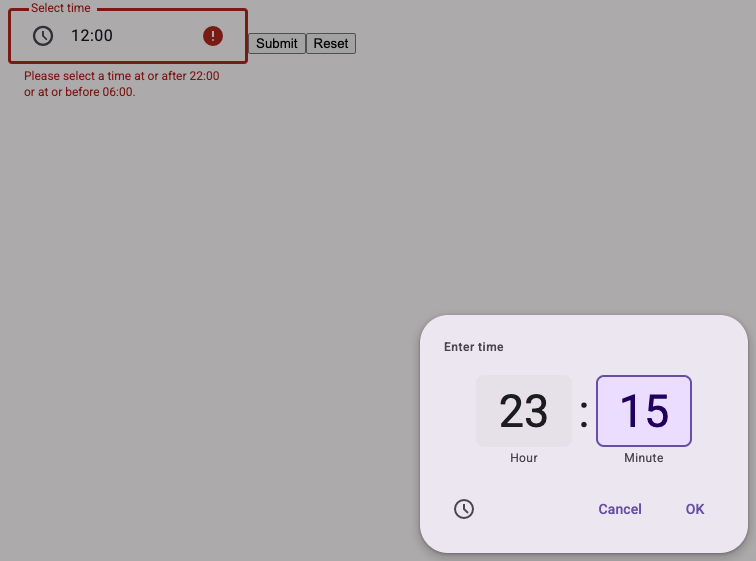 Select time
12:00
Submit Reset
Please select a time at or after 22:00
or at or before 06:00.
Enter time
23 : 15
Hour Minute
Cancel OK